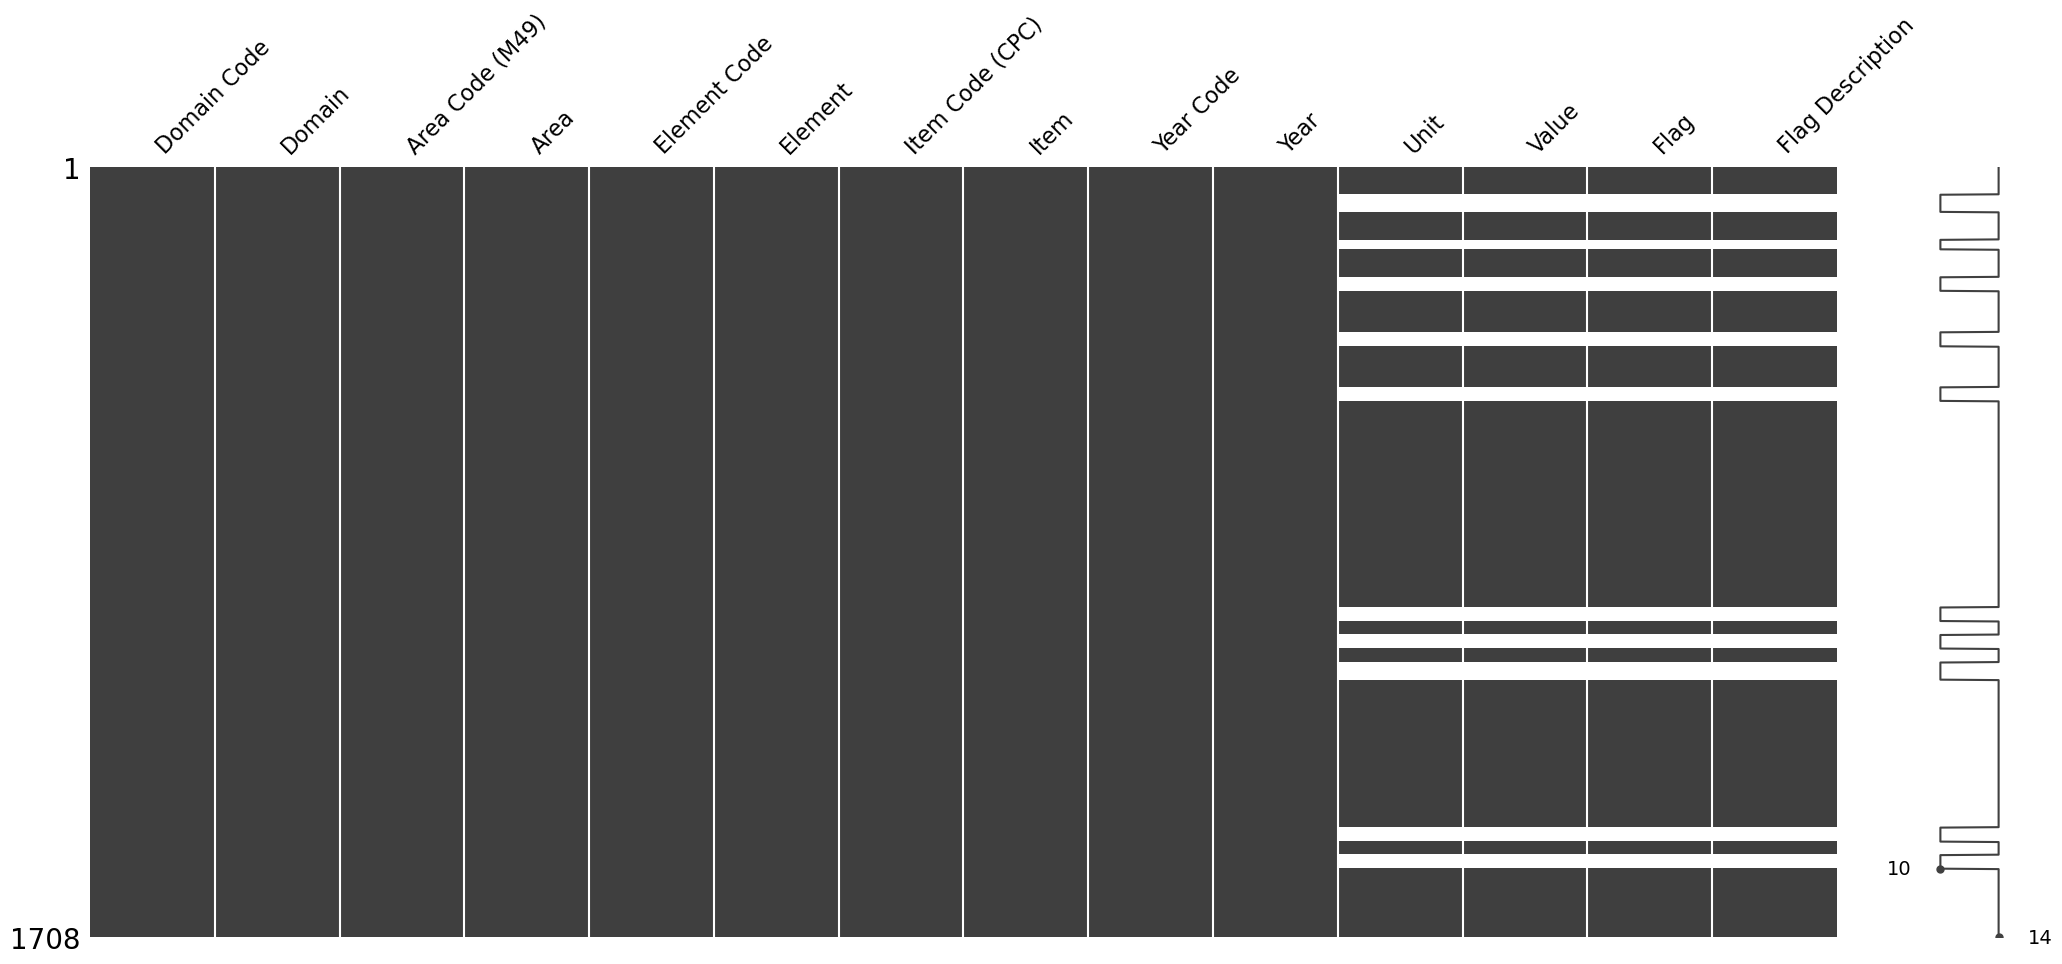 Domain Code
Domain
Area Code (M49)
Area
Element Code
Element
Item Code (CPC)
Item
Year Code
Year
Unit
Value
Flag
Flag Description
1
10
1708
14